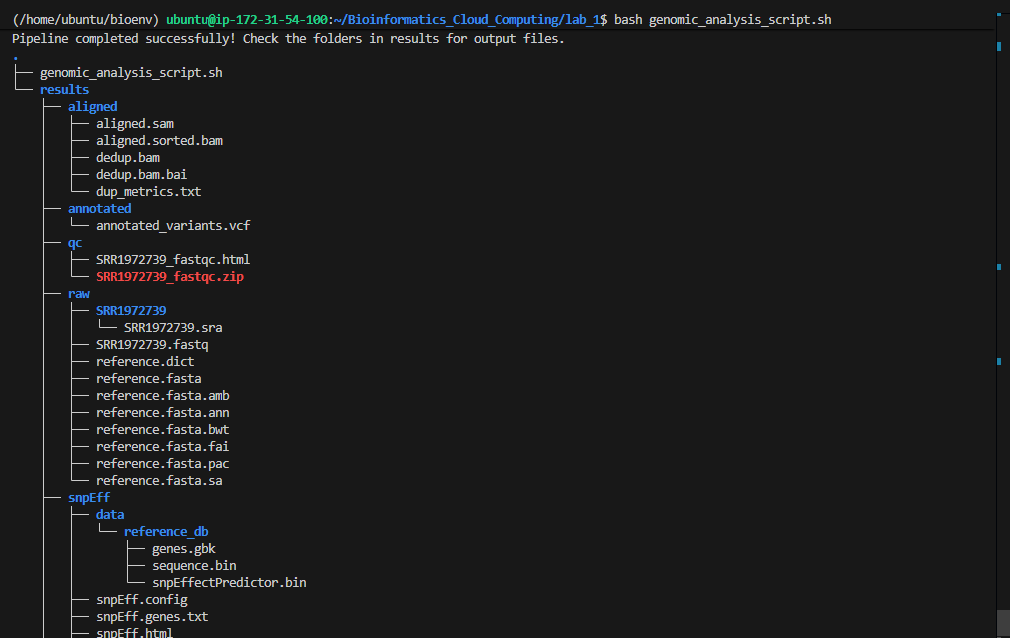 (/home/ubuntu/bioenv) ubuntu@ip-172-31-54-100:~/Bioinformatics_Cloud_Computing/lab_1$ bash genomic_analysis_script.sh
Pipeline completed successfully! Check the folders in results for output files.
.
├── genomic_analysis_script.sh
└── results
    ├── aligned
    │   ├── aligned.sam
    │   ├── aligned.sorted.bam
    │   ├── dedup.bam
    │   ├── dedup.bam.bai
    │   └── dup_metrics.txt
    ├── annotated
    │   └── annotated_variants.vcf
    ├── qc
    │   ├── SRR1972739_fastqc.html
    │   └── SRR1972739_fastqc.zip
    ├── raw
    │   ├── SRR1972739
    │   │   └── SRR1972739.sra
    │   ├── SRR1972739.fastq
    │   ├── reference.dict
    │   ├── reference.fasta
    │   ├── reference.fasta.amb
    │   ├── reference.fasta.ann
    │   ├── reference.fasta.bwt
    │   ├── reference.fasta.fai
    │   ├── reference.fasta.pac
    │   └── reference.fasta.sa
    ├── snpEff
    │   ├── data
    │   │   └── reference_db
    │   │       ├── genes.gbk
    │   │       ├── sequence.bin
    │   │       └── snpEffectPredictor.bin
    │   ├── snpEff.config
    │   ├── snpEff.genes.txt
    │   ├── snpEff.html